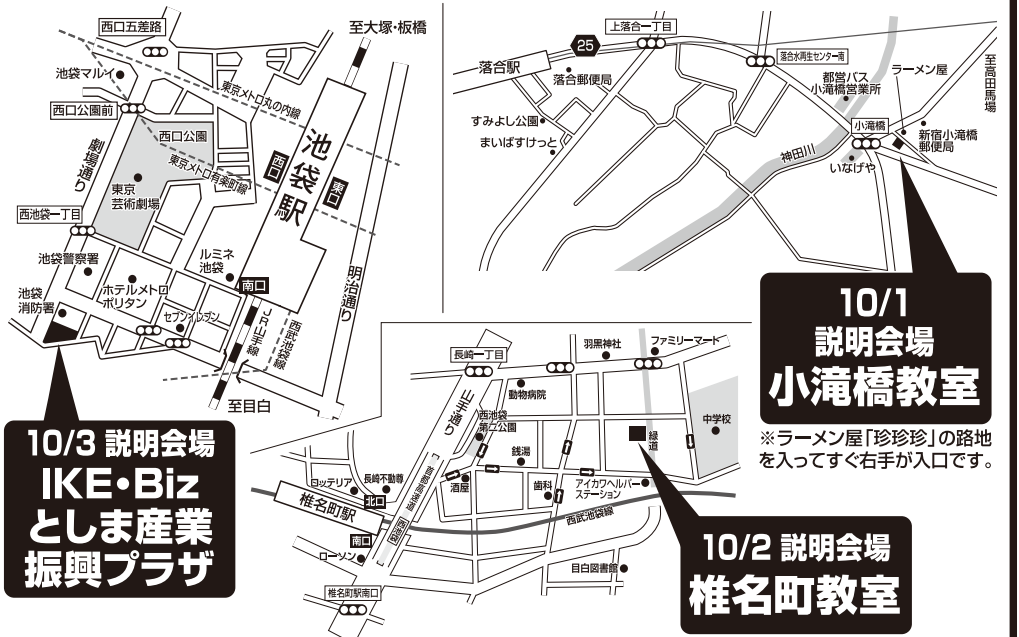 西口五差路
至大塚・板橋
池袋マルイ
東京メトロ丸の内線
西口公園前
西口公園
劇場通り
東京メトロ有楽町線
東京
芸術劇場
西口
池袋駅
東口
西池袋一丁目
池袋警察署
ルミネ
池袋
ホテルメトロ
ポリタン
南口
明治通り
池袋
消防署
セブンイレブン
JR山手線
西武池袋線
至目白
10/3 説明会場
IKE・Biz
としま産業
振興プラザ
上落合一丁目
25
落合水再生センター南
落合駅
落合郵便局
ラーメン屋
至高田馬場
都営バス
小滝橋営業所
すみよし公園
まいばすけっと
小滝橋
新宿小滝橋
郵便局
神田川
いなげや
10/1
説明会場
小滝橋教室
※ラーメン屋「珍珍珍」の路地
を入ってすぐ右手が入口です。
長崎一丁目
羽黒神社
ファミリーマート
動物病院
山手通り
西池袋
第二公園
中学校
緑道
銭湯
首都高速道
ロッテリア
長崎不動尊
酒屋
歯科
アイカワヘルパー
ステーション
北口
椎名町駅
西池袋
西武池袋線
南口
ローソン
目白図書館
椎名町駅南口
10/2 説明会場
椎名町教室